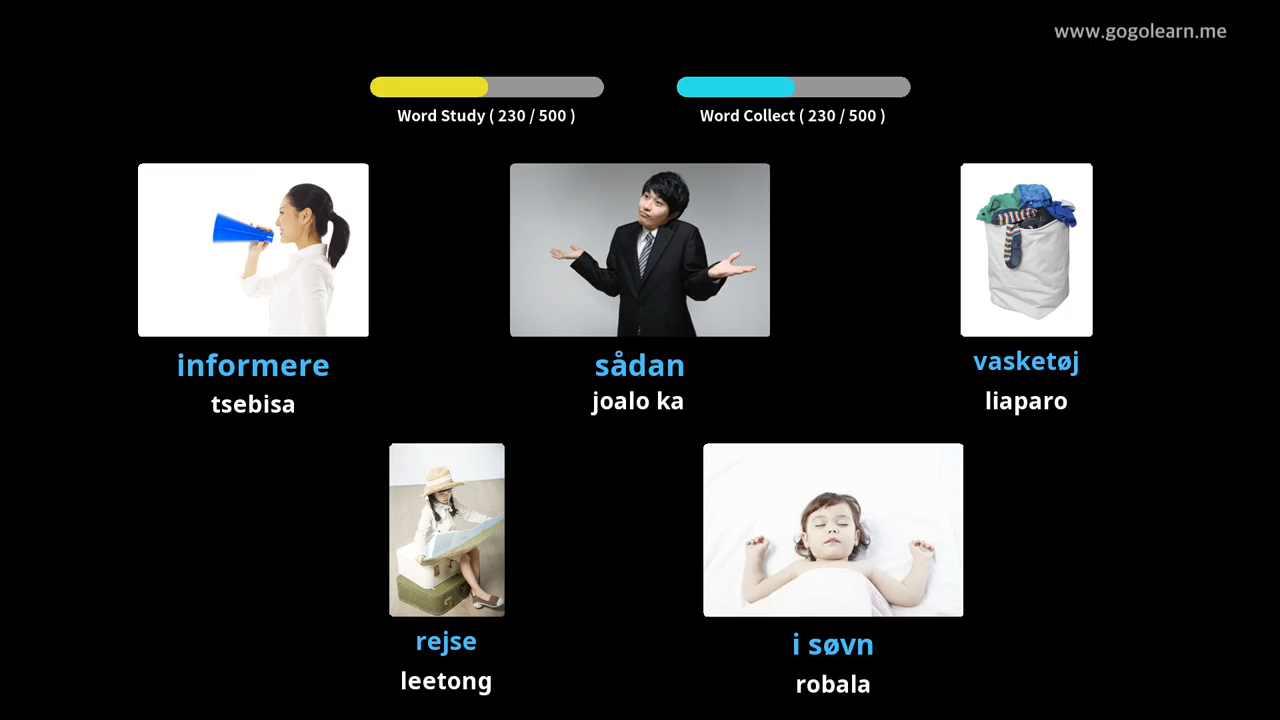 www.gogolearn.me
Word Study ( 230 / 500 )
Word Collect ( 230 / 500 )
informere
tsebisa
sådan
joalo ka
vasketøj
liaparo
rejse
leetong
i søvn
robala